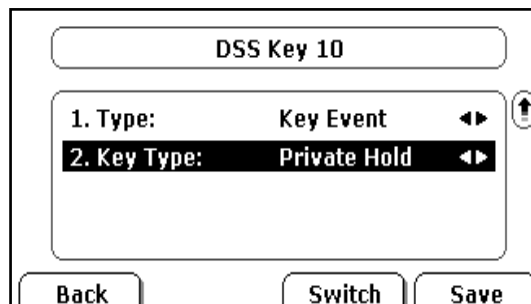 DSS Key 10
1. Type: Key Event
2. Key Type: Private Hold
Back Switch Save